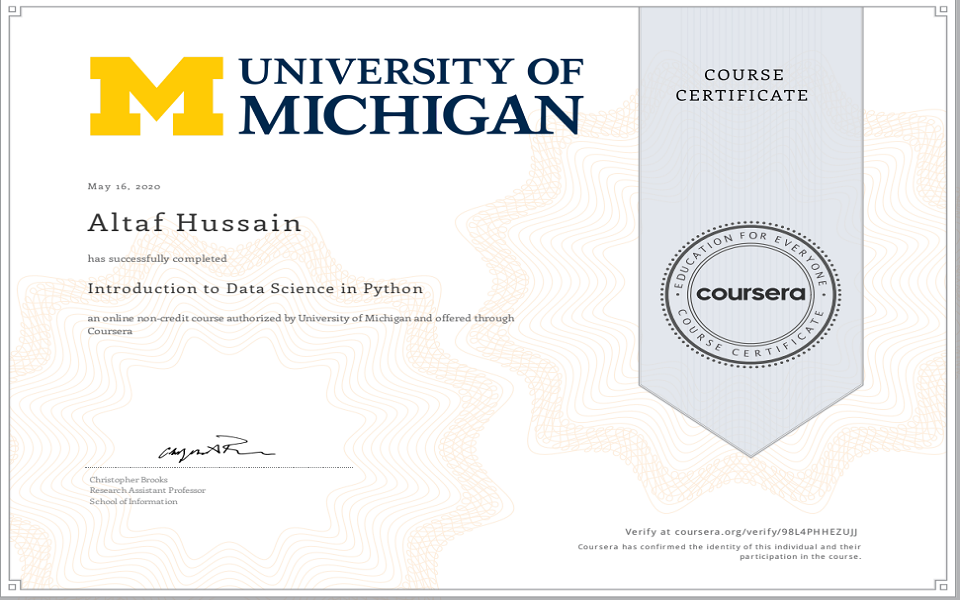 UNIVERSITY OF
MICHIGAN
COURSE
CERTIFICATE
May 16, 2020
Altaf Hussain
has successfully completed
Introduction to Data Science in Python
an online non-credit course authorized by University of Michigan and offered through
Coursera
EDUCATION FOR EVERYONE
coursera
COURSE CERTIFICATE
Christopher Brooks
Research Assistant Professor
School of Information
Verify at coursera.org/verify/98L4PHHEZUJJ
Coursera has confirmed the identity of this individual and their
participation in the course.